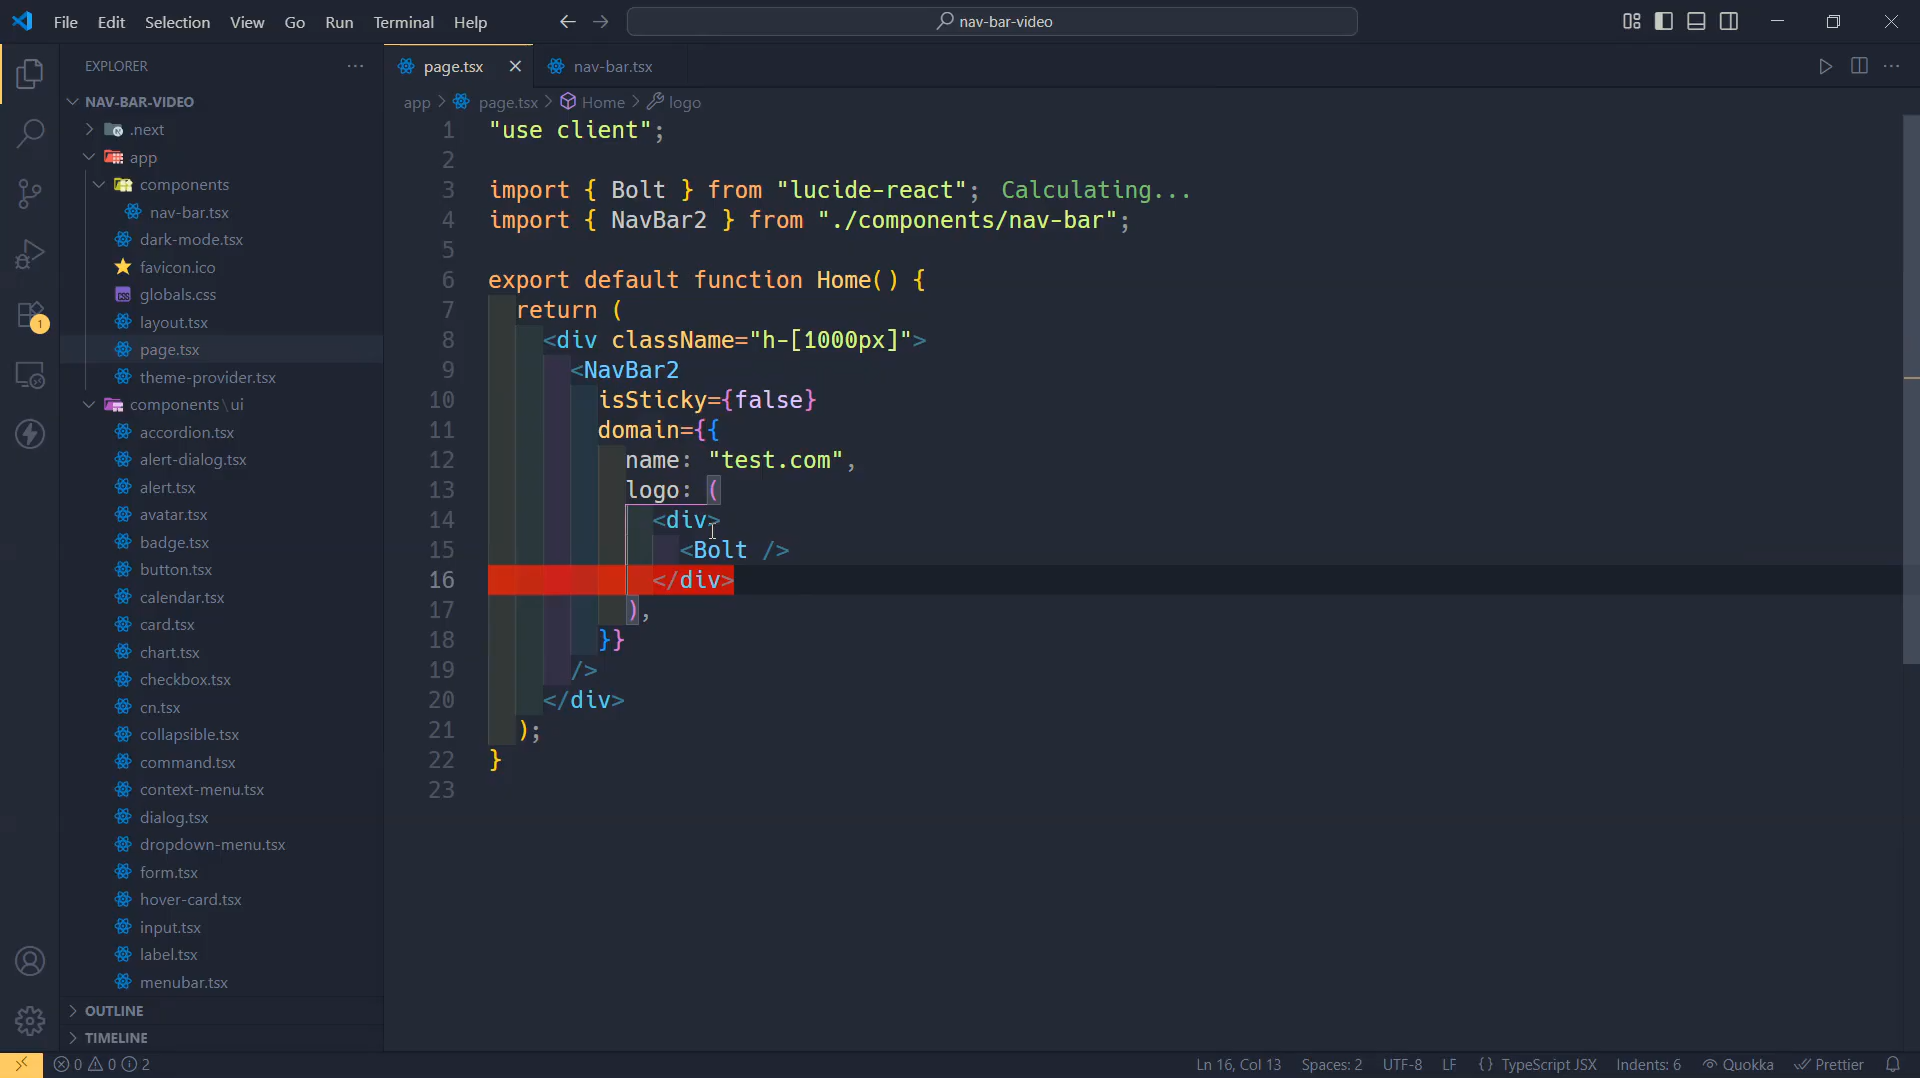 File Edit Selection View Go Run Terminal Help
nav-bar-video
EXPLORER
NAV-BAR-VIDEO
.next
app
components
nav-bar.tsx
dark-mode.tsx
favicon.ico
globals.css
layout.tsx
page.tsx
theme-provider.tsx
components\ui
accordion.tsx
alert-dialog.tsx
alert.tsx
avatar.tsx
badge.tsx
button.tsx
calendar.tsx
card.tsx
chart.tsx
checkbox.tsx
cn.tsx
collapsible.tsx
command.tsx
context-menu.tsx
dialog.tsx
dropdown-menu.tsx
form.tsx
hover-card.tsx
input.tsx
label.tsx
menubar.tsx
OUTLINE
TIMELINE
1
page.tsx nav-bar.tsx
app > page.tsx > Home > logo
1 "use client";
2
3 import { Bolt } from "lucide-react"; Calculating...
4 import { NavBar2 } from "./components/nav-bar";
5
6 export default function Home() {
7 return (
8 <div className="h-[1000px]">
9 <NavBar2
10 isSticky={false}
11 domain={{
12 name: "test.com",
13 logo: (
14 <div>
15 <Bolt />
16 </div>
17 ),
18 }}
19 />
20 </div>
21 );
22 }
23
0 0 2
Ln 16, Col 13 Spaces: 2 UTF-8 LF {} TypeScript JSX Indents: 6 Quokka Prettier